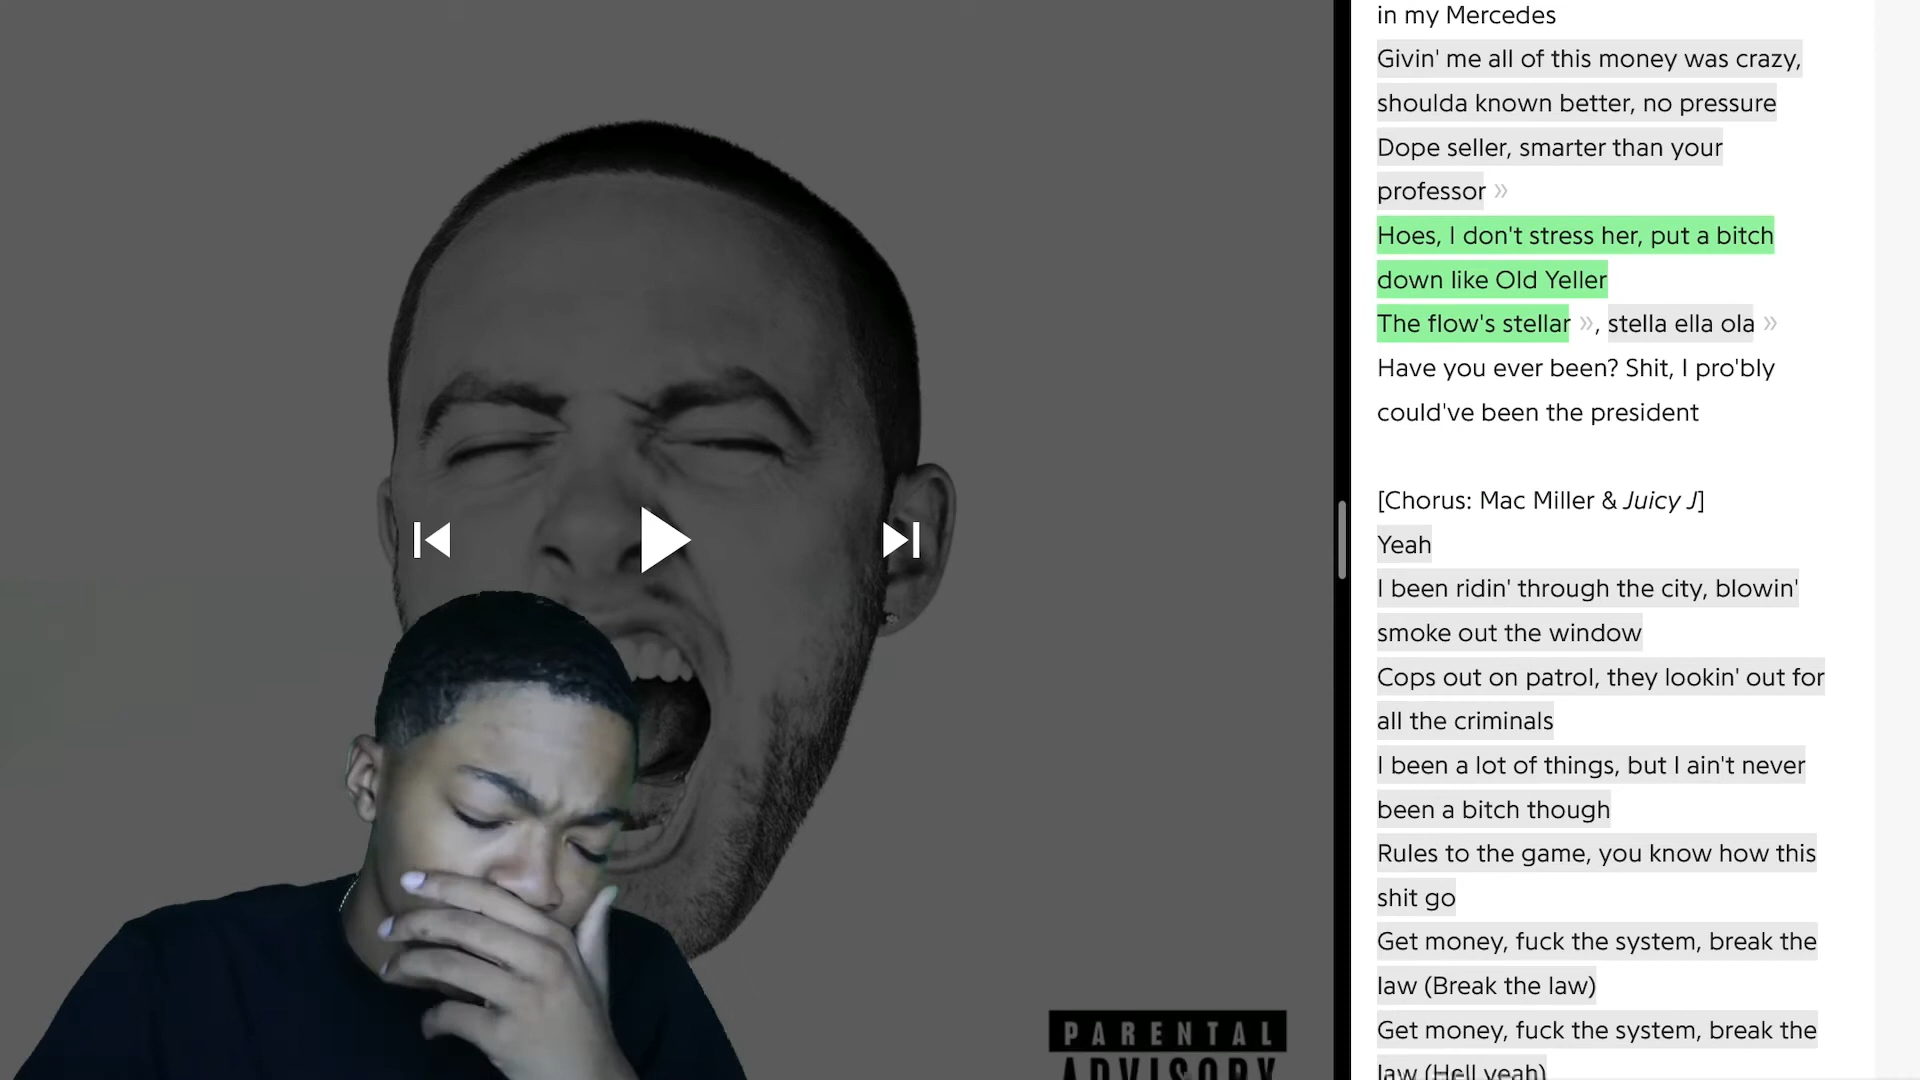 in my Mercedes
Givin' me all of this money was crazy,
shoulda known better, no pressure
Dope seller, smarter than your
professor »
Hoes, I don't stress her, put a bitch
down like Old Yeller
The flow's stellar », stella ella ola »
Have you ever been? Shit, I pro'bly
could've been the president
[Chorus: Mac Miller & Juicy J]
Yeah
I been ridin' through the city, blowin'
smoke out the window
Cops out on patrol, they lookin' out for
all the criminals
I been a lot of things, but I ain't never
been a bitch though
Rules to the game, you know how this
shit go
Get money, fuck the system, break the
law (Break the law)
Get money, fuck the system, break the
law (Hell yeah)
PARENTAL
ADVISORY